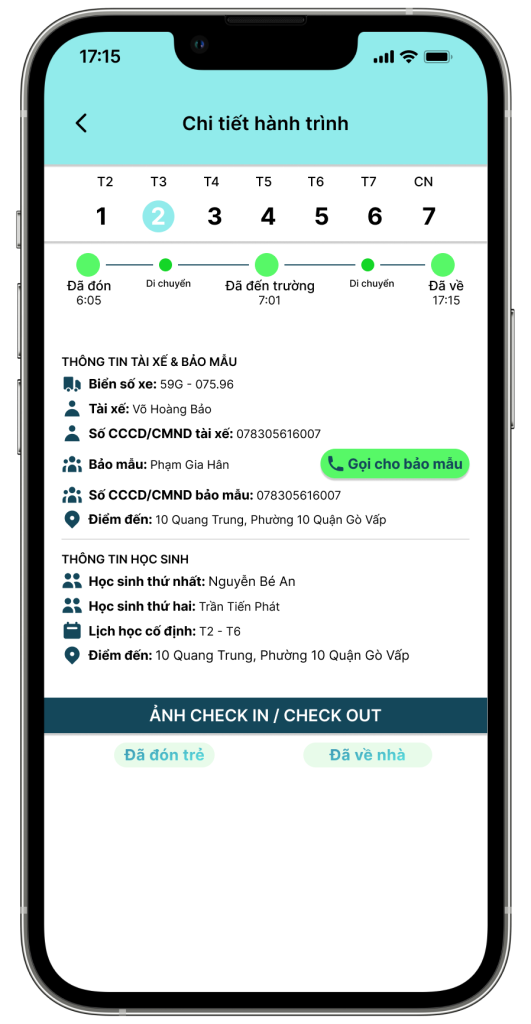 17:15
Chi tiết hành trình
T2 T3 T4 T5 T6 T7 CN
1 2 3 4 5 6 7
Đã đón Di chuyển Đã đến trường Di chuyển Đã về
6:05 7:01 17:15
THÔNG TIN TÀI XẾ & BẢO MẪU
Biển số xe: 59G - 075.96
Tài xế: Võ Hoàng Bảo
Số CCCD/CMND tài xế: 078305616007
Bảo mẫu: Phạm Gia Hân Gọi cho bảo mẫu
Số CCCD/CMND bảo mẫu: 078305616007
Điểm đến: 10 Quang Trung, Phường 10 Quận Gò Vấp
THÔNG TIN HỌC SINH
Học sinh thứ nhất: Nguyễn Bé An
Học sinh thứ hai: Trần Tiến Phát
Lịch học cố định: T2 - T6
Điểm đến: 10 Quang Trung, Phường 10 Quận Gò Vấp
ẢNH CHECK IN / CHECK OUT
Đã đón trẻ Đã về nhà